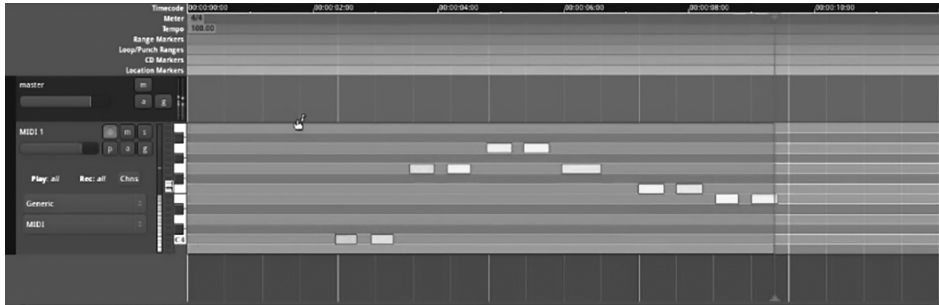 Timecode 00:00:00:00 00:00:02:00 00:00:04:00 00:00:06:00 00:00:08:00 00:00:10:00
Meter 4/4
Tempo 108.00
Range Markers
Loop/Punch Ranges
CD Markers
Location Markers
master m
a g
MIDI 1 m s
p a g
Play: all Rec: all Chns
Generic
MIDI
C4